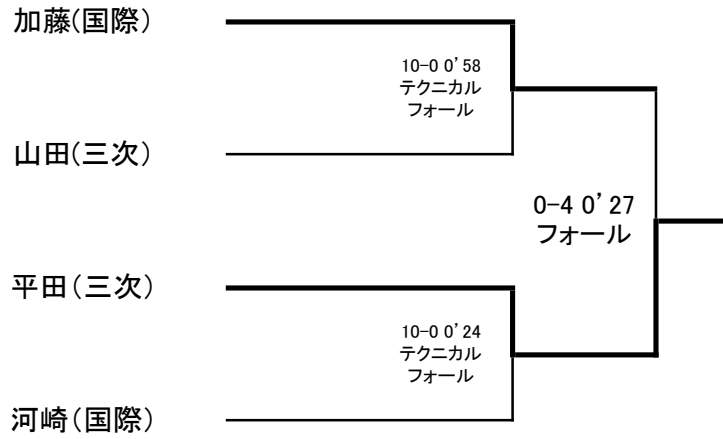 加藤(国際)
10-0 0’58
テクニカル
フォール
山田(三次)
0-4 0’27
フォール
平田(三次)
10-0 0’24
テクニカル
フォール
河崎(国際)